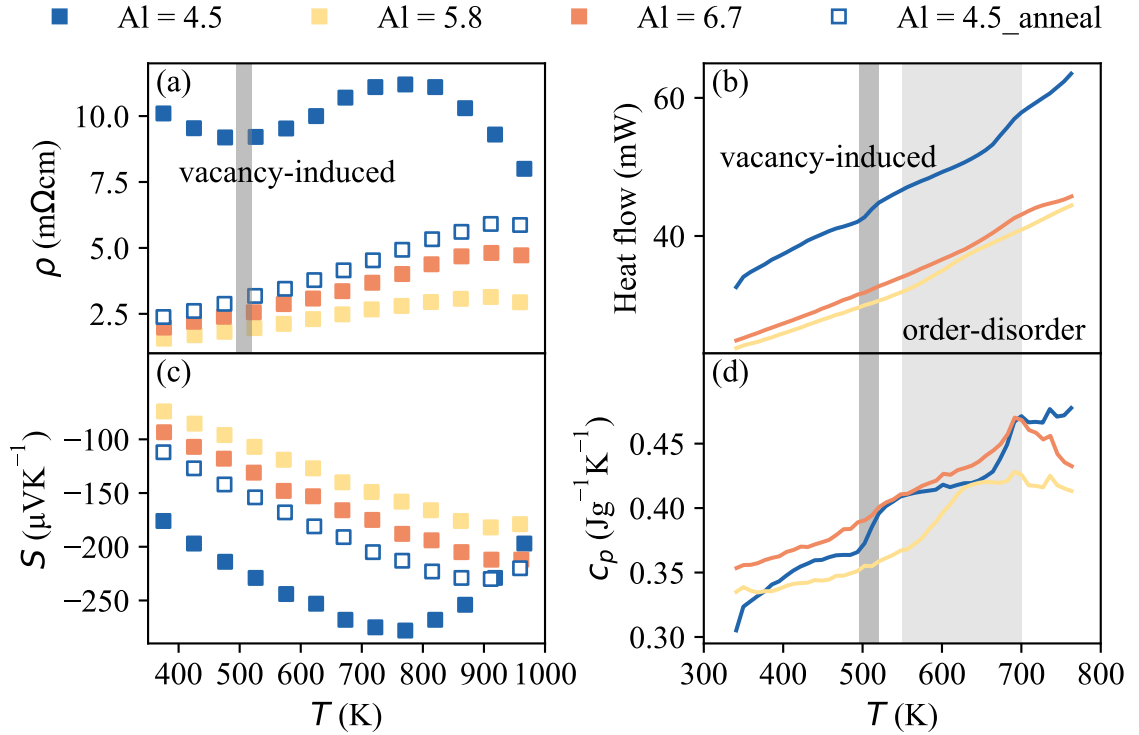 Al = 4.5 Al = 5.8 Al = 6.7 Al = 4.5_anneal
(a)
10.0
7.5
5.0
2.5
ρ (mΩcm)
vacancy-induced
(b)
60
40
Heat flow (mW)
vacancy-induced
order-disorder
(c)
−100
−150
−200
−250
S (μVK⁻¹)
400 500 600 700 800 900 1000
T (K)
(d)
0.45
0.40
0.35
0.30
cₚ (Jg⁻¹K⁻¹)
300 400 500 600 700 800
T (K)